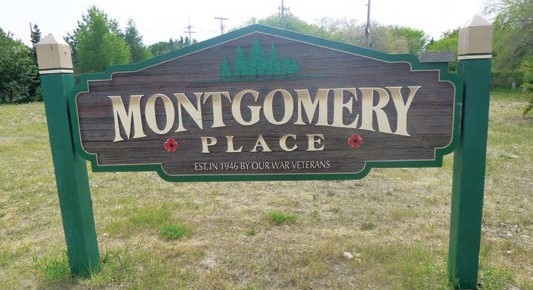 MONTGOMERY
PLACE
EST. IN 1946 BY OUR WAR VETERANS